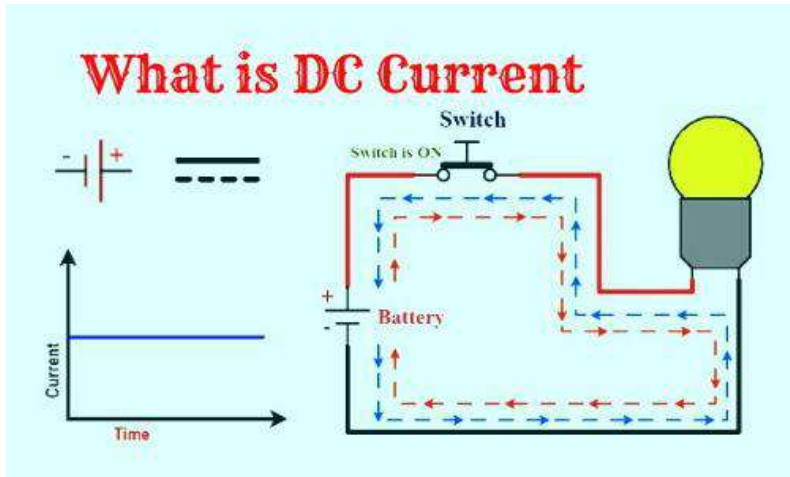 What is DC Current
Switch
Switch is ON
- +
+
Battery
-
Current
Time